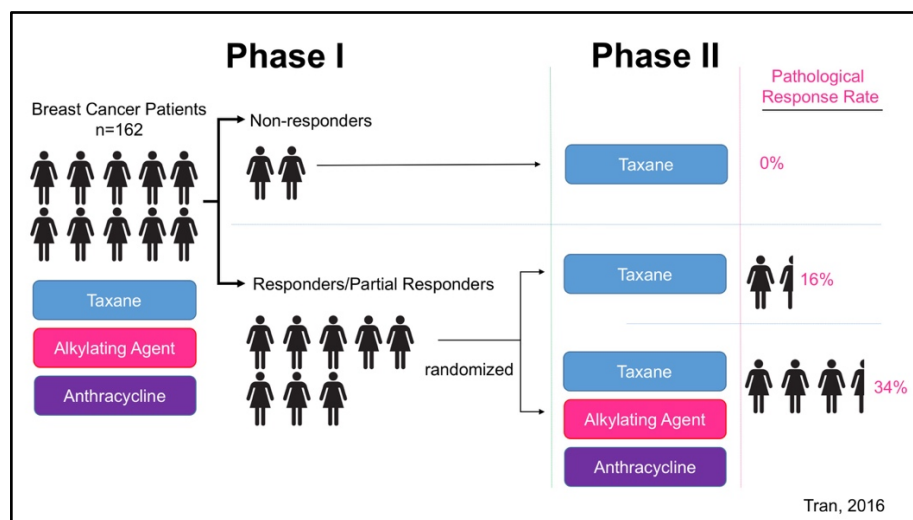 Phase I
Phase II
Pathological
Response Rate
Breast Cancer Patients
n=162
Non-responders
Taxane
0%
Taxane
Alkylating Agent
Anthracycline
Responders/Partial Responders
randomized
Taxane
16%
Taxane
Alkylating Agent
Anthracycline
34%
Tran, 2016